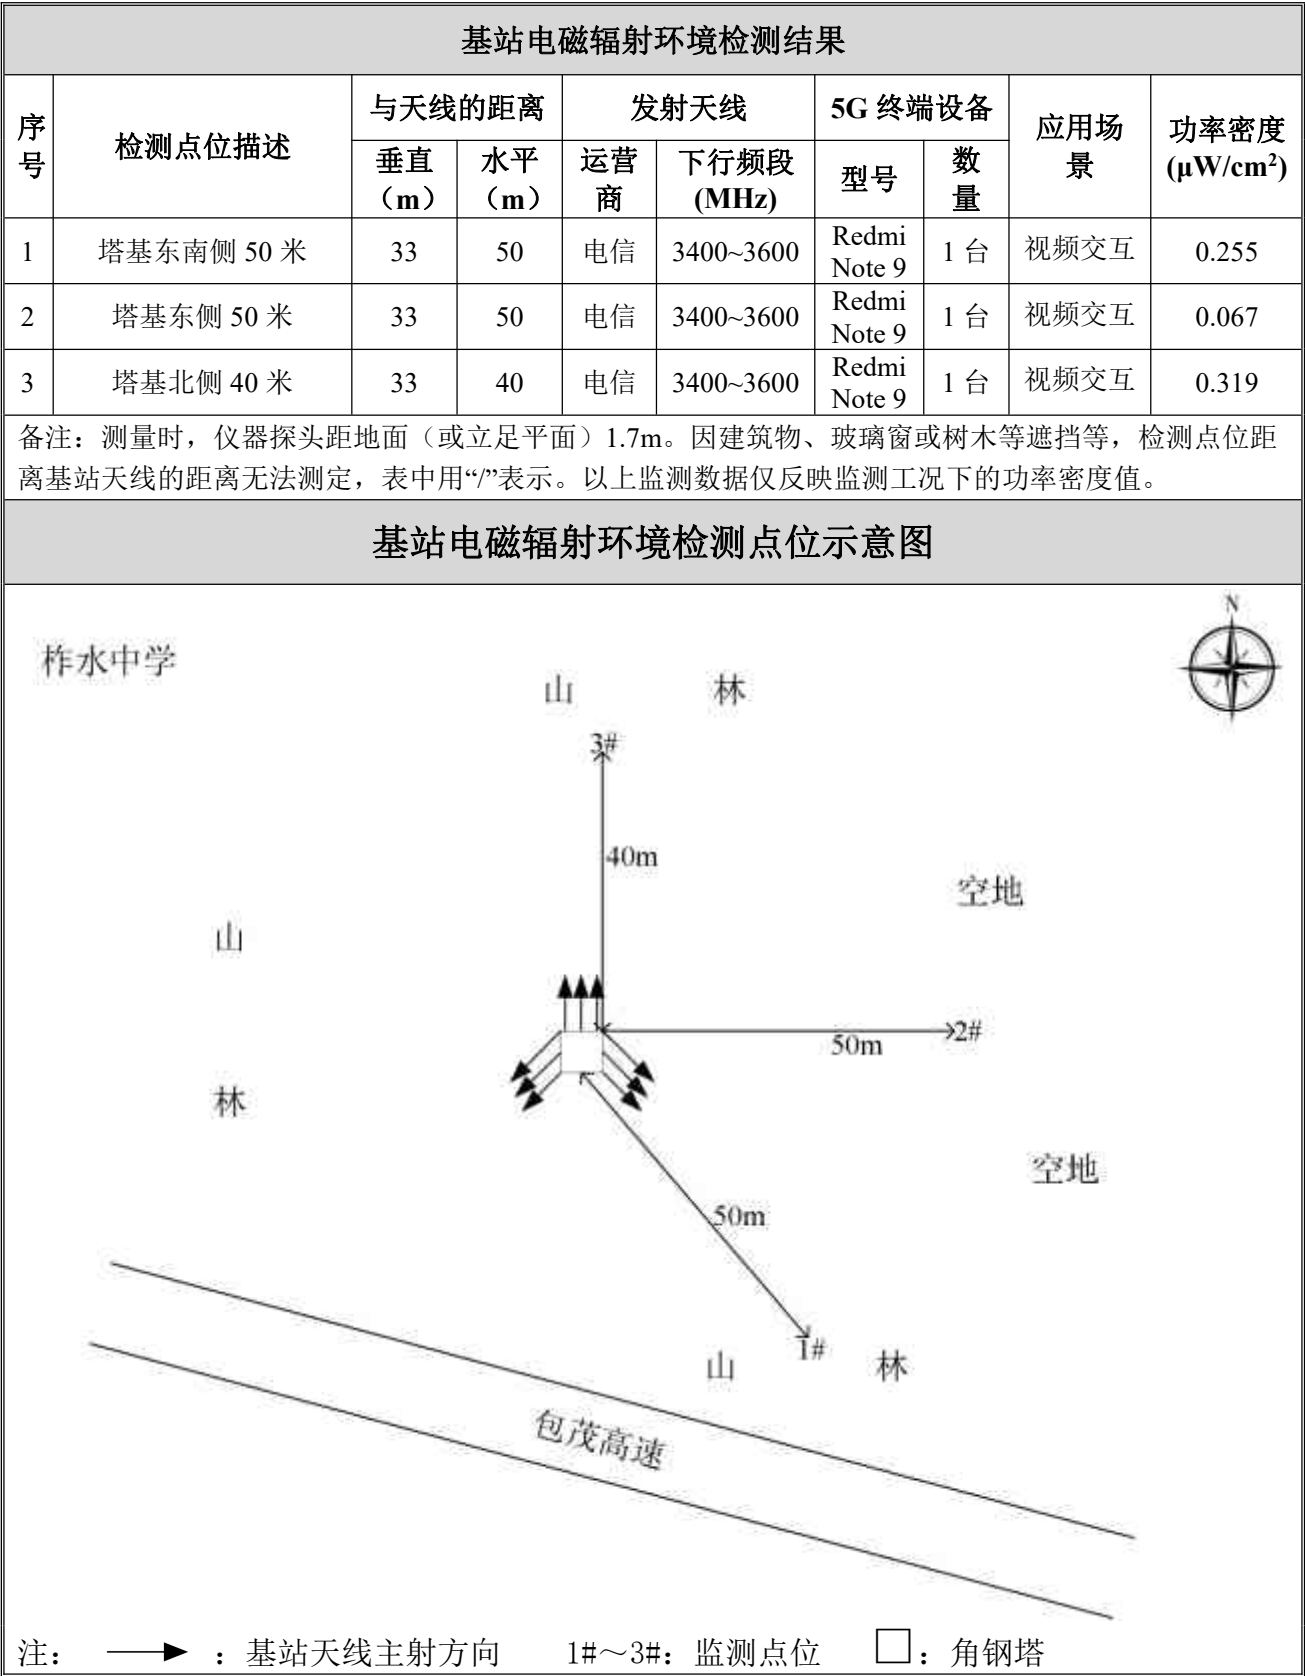 基站电磁辐射环境检测结果
序号 检测点位描述 与天线的距离 发射天线 5G 终端设备 应用场景 功率密度 (μW/cm²)
垂直（m） 水平（m） 运营商 下行频段 (MHz) 型号 数量
1 塔基东南侧 50 米 33 50 电信 3400~3600 Redmi Note 9 1 台 视频交互 0.255
2 塔基东侧 50 米 33 50 电信 3400~3600 Redmi Note 9 1 台 视频交互 0.067
3 塔基北侧 40 米 33 40 电信 3400~3600 Redmi Note 9 1 台 视频交互 0.319
备注：测量时，仪器探头距地面（或立足平面）1.7m。因建筑物、玻璃窗或树木等遮挡等，检测点位距
离基站天线的距离无法测定，表中用“/”表示。以上监测数据仅反映监测工况下的功率密度值。
基站电磁辐射环境检测点位示意图
N
柞水中学
山 林
3#
40m
空地
山
50m
2#
林
空地
50m
1#
山 林
包茂高速
注： ：基站天线主射方向 1#～3#：监测点位 ：角钢塔